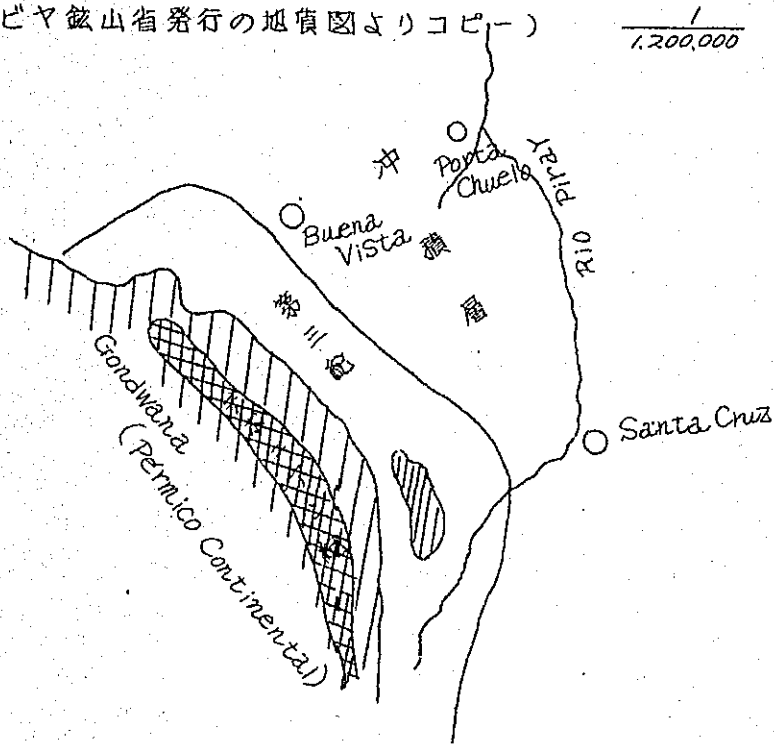 ビヤ鉱山省発行の地質図よりコピー)
1
1.200,000
沖積層
Porta
Chuelo
Rio Piray
Buena
Vista
第三紀
Santa Cruz
Gondwana
(Permico Continental)